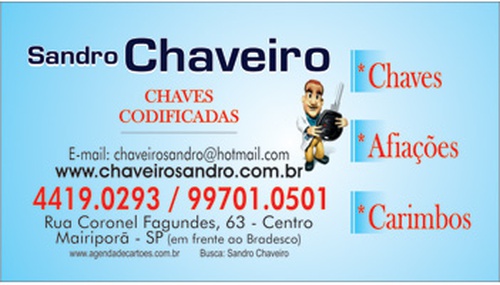 Sandro Chaveiro
CHAVES
CODIFICADAS
E-mail: chaveirosandro@hotmail.com
www.chaveirosandro.com.br
4419.0293 / 99701.0501
Rua Coronel Fagundes, 63 - Centro
Mairiporã - SP (em frente ao Bradesco)
www.agendadecartoes.com.br Busca: Sandro Chaveiro
*Chaves
*Afiações
*Carimbos